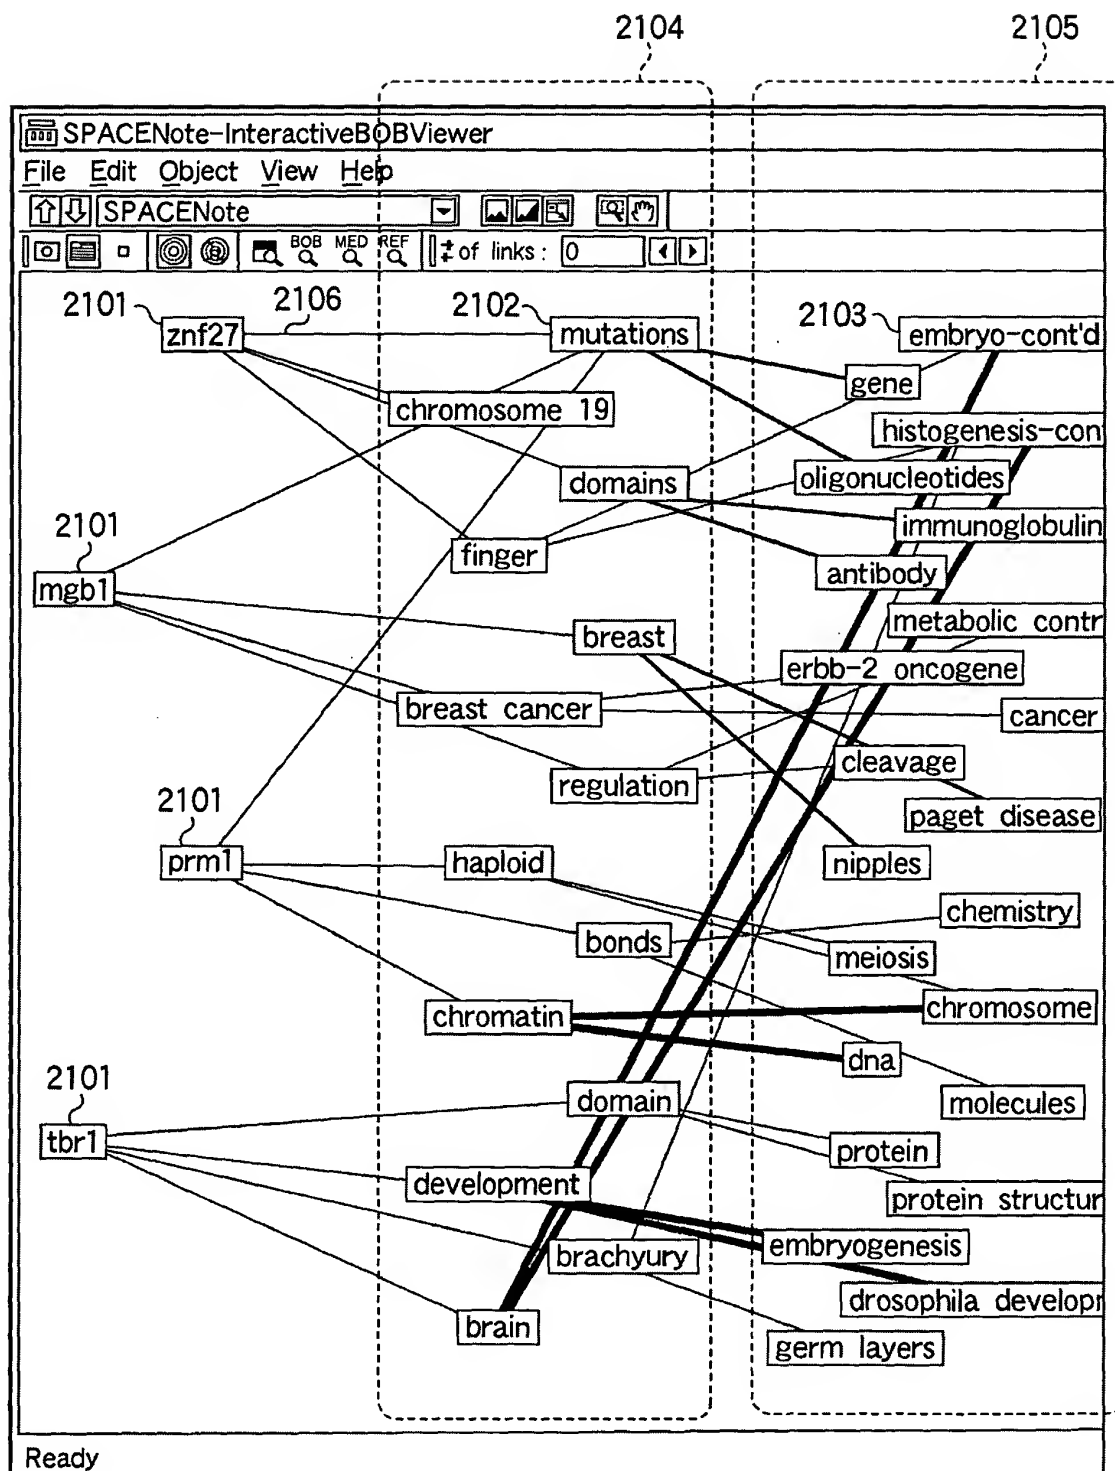 2104 2105
SPACENote-InteractiveBOBViewer
File Edit Object View Help
SPACENote
BOB MED REF # of links : 0
2101 2106 2102
znf27 mutations 2103 embryo-cont'd
gene
chromosome 19
histogenesis-con
domains oligonucleotides
immunoglobulin
2101 finger
mgb1 antibody
metabolic contr
breast
erbb-2 oncogene
breast cancer cancer
cleavage
regulation
2101 paget disease
prm1 haploid nipples
chemistry
bonds
meiosis
chromatin chromosome
dna
2101 domain molecules
tbr1 protein
development protein structur
brachyury embryogenesis
drosophila develop
brain
germ layers
Ready